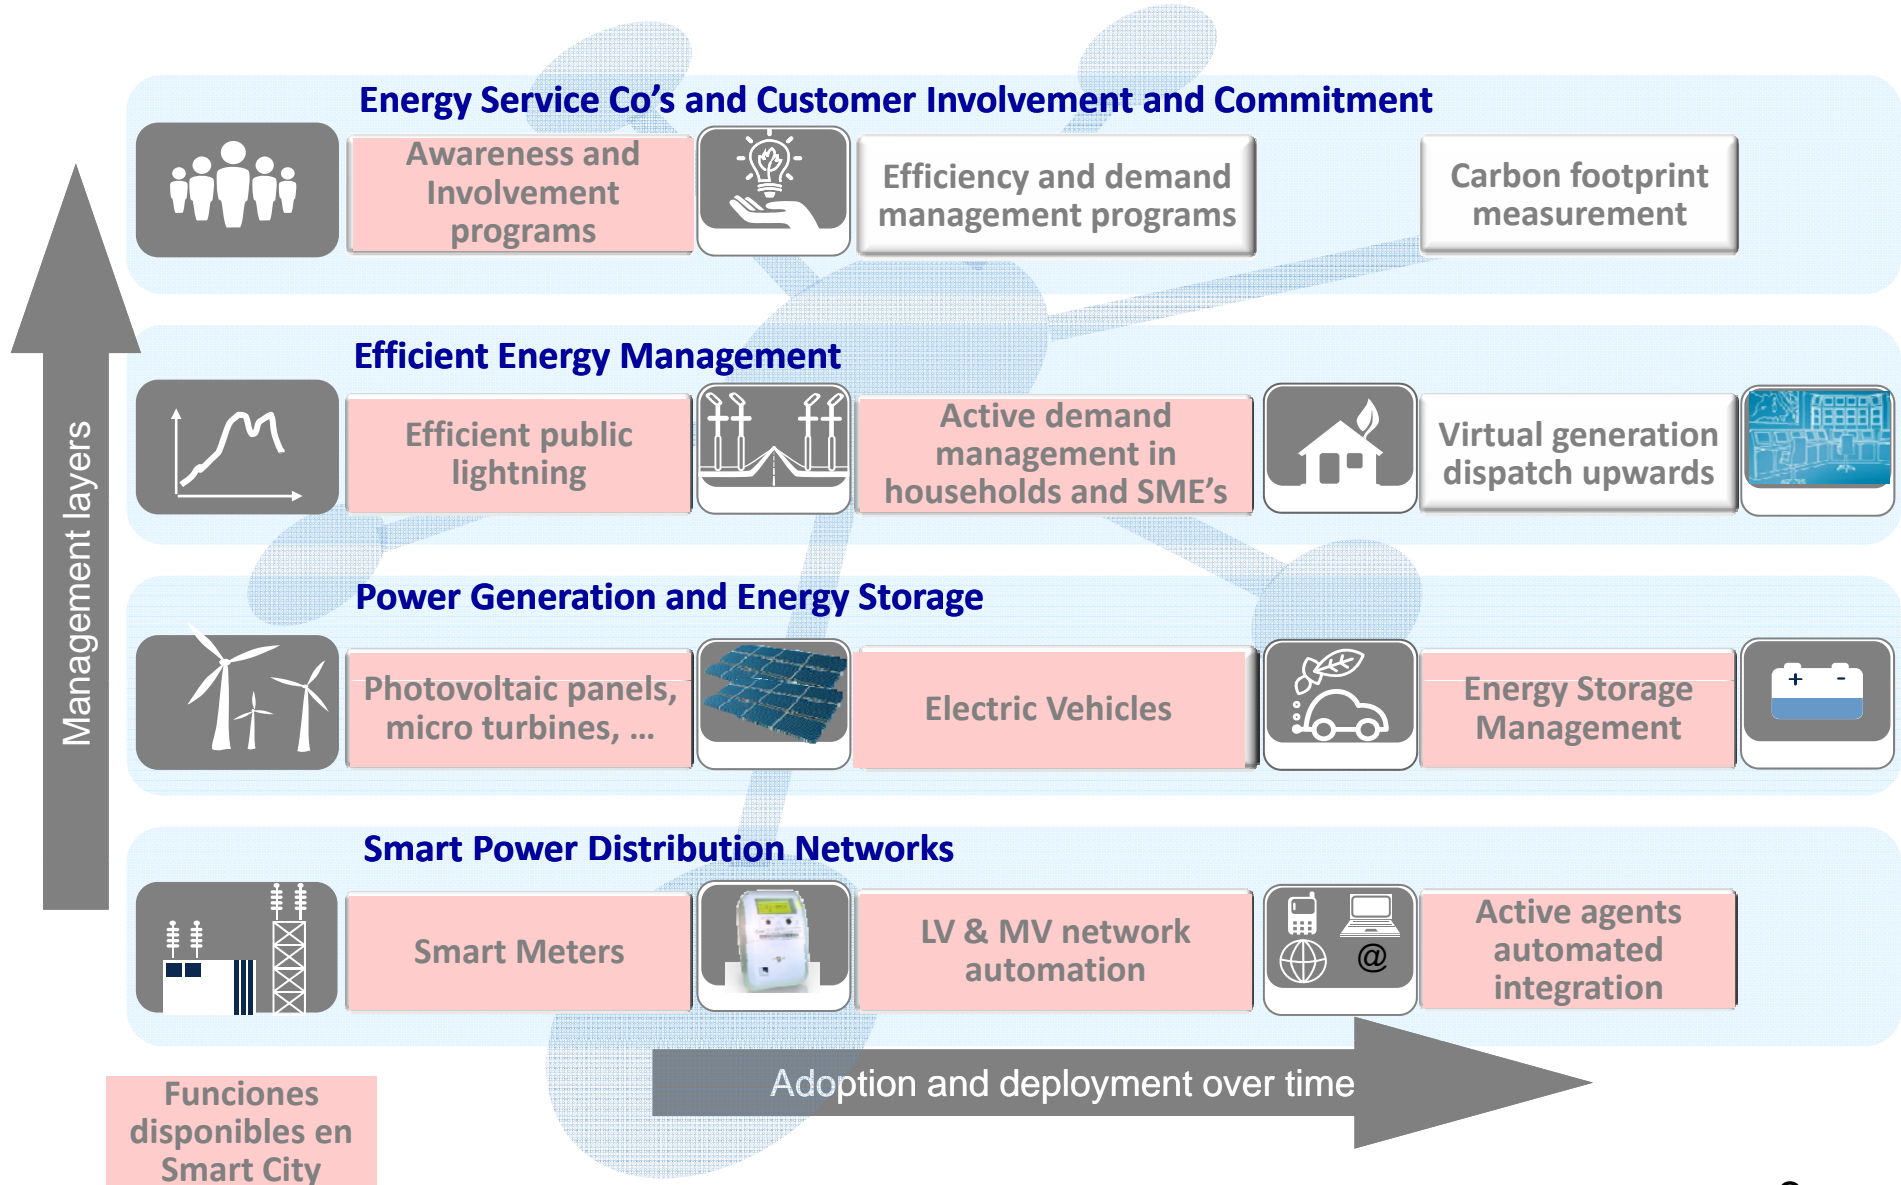 Energy Service Co's and Customer Involvement and Commitment
Awareness and
Involvement
programs
Efficiency and demand
management programs
Carbon footprint
measurement
Management layers
Efficient Energy Management
Efficient public
lightning
Active demand
management in
households and SME's
Virtual generation
dispatch upwards
Power Generation and Energy Storage
Photovoltaic panels,
micro turbines, ...
Electric Vehicles
Energy Storage
Management
+ -
Smart Power Distribution Networks
Smart Meters
LV & MV network
automation
@
Active agents
automated
integration
Adoption and deployment over time
Funciones
disponibles en
Smart City